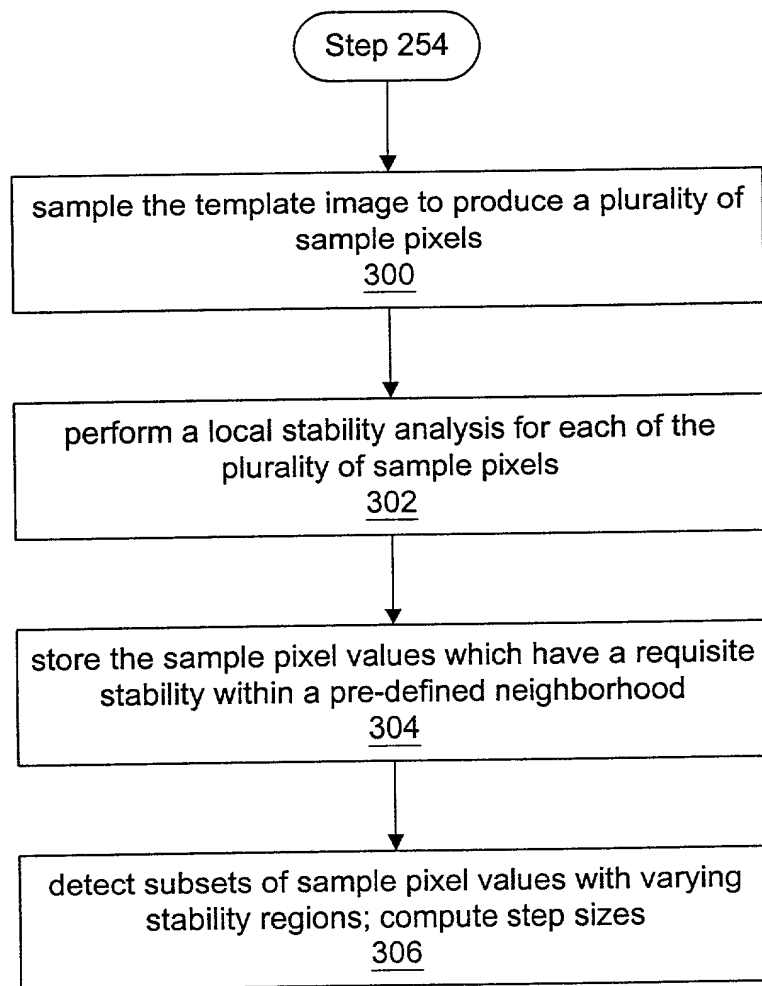 Step 254
sample the template image to produce a plurality of
sample pixels
300
perform a local stability analysis for each of the
plurality of sample pixels
302
store the sample pixel values which have a requisite
stability within a pre-defined neighborhood
304
detect subsets of sample pixel values with varying
stability regions; compute step sizes
306